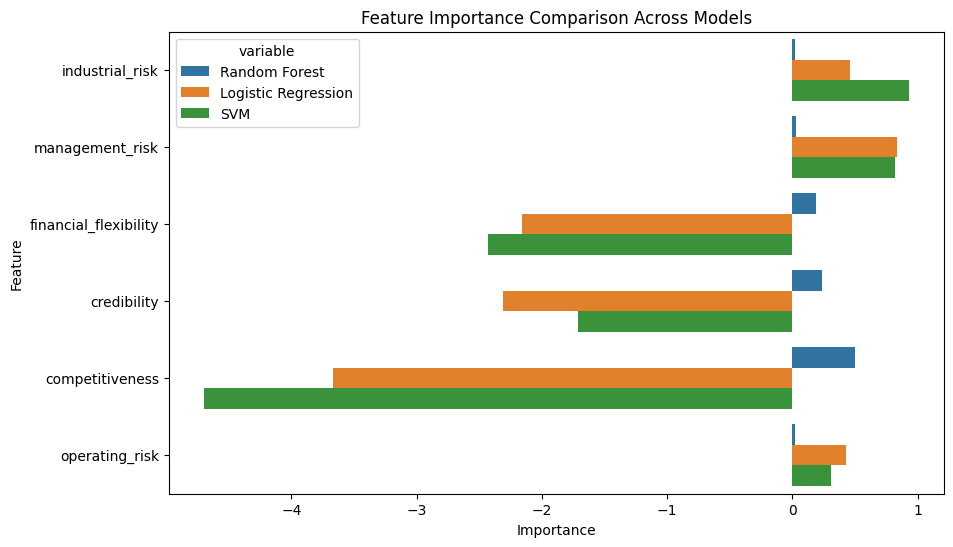 Feature Importance Comparison Across Models
variable
Random Forest
Logistic Regression
SVM
Feature
industrial_risk
management_risk
financial_flexibility
credibility
competitiveness
operating_risk
−4 −3 −2 −1 0 1
Importance